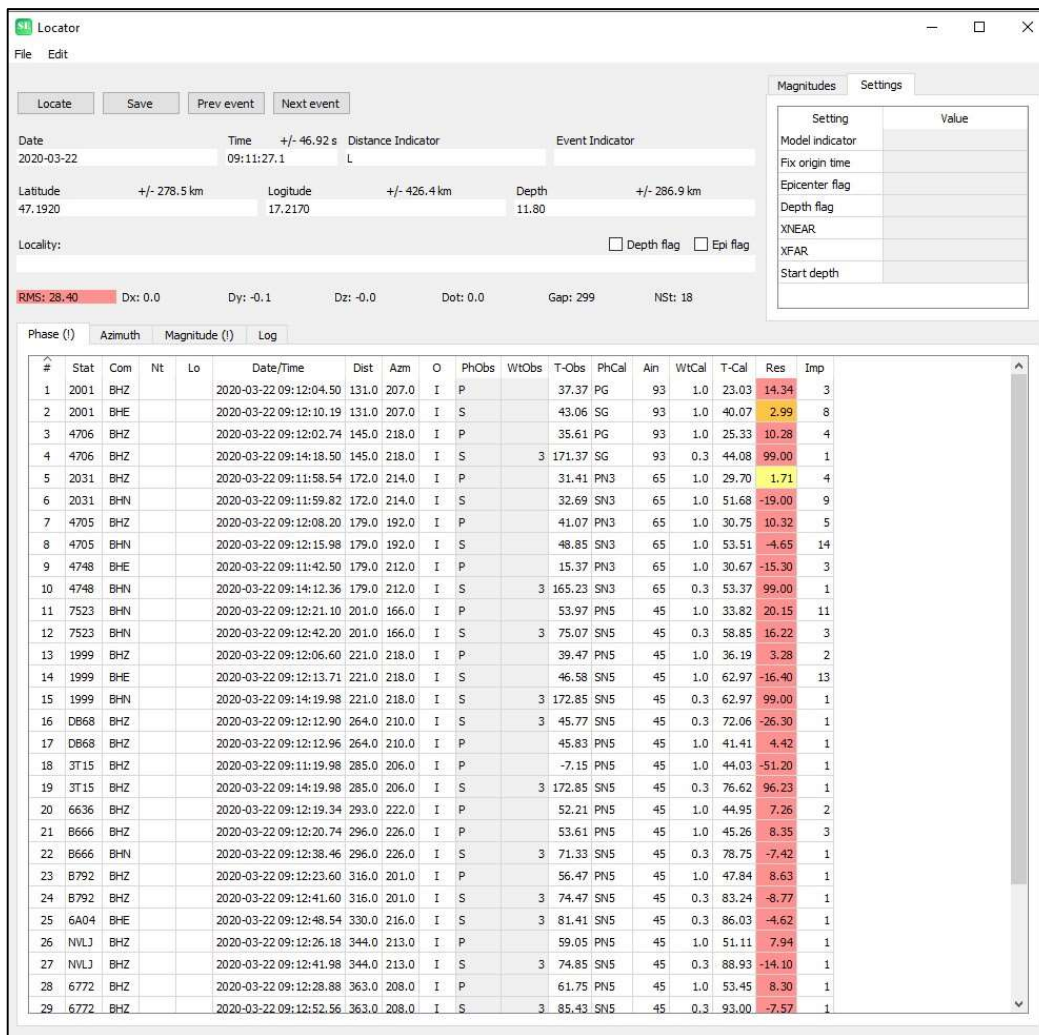 SE Locator
File Edit
Locate Save Prev event Next event
Magnitudes Settings
Setting Value
Model indicator
Fix origin time
Epicenter flag
Depth flag
XNEAR
XFAR
Start depth
Date Time +/- 46.92 s Distance Indicator Event Indicator
2020-03-22 09:11:27.1 L
Latitude +/- 278.5 km Logitude +/- 426.4 km Depth +/- 286.9 km
47.1920 17.2170 11.80
Locality: Depth flag Epi flag
RMS: 28.40 Dx: 0.0 Dy: -0.1 Dz: -0.0 Dot: 0.0 Gap: 299 NSt: 18
Phase (!) Azimuth Magnitude (!) Log
# Stat Com Nt Lo Date/Time Dist Azm O PhObs WtObs T-Obs PhCal Ain WtCal T-Cal Res Imp
1 2001 BHZ 2020-03-22 09:12:04.50 131.0 207.0 I P 37.37 PG 93 1.0 23.03 14.34 3
2 2001 BHE 2020-03-22 09:12:10.19 131.0 207.0 I S 43.06 SG 93 1.0 40.07 2.99 8
3 4706 BHZ 2020-03-22 09:12:02.74 145.0 218.0 I P 35.61 PG 93 1.0 25.33 10.28 4
4 4706 BHZ 2020-03-22 09:14:18.50 145.0 218.0 I S 3 171.37 SG 93 0.3 44.08 99.00 1
5 2031 BHZ 2020-03-22 09:11:58.54 172.0 214.0 I P 31.41 PN3 65 1.0 29.70 1.71 4
6 2031 BHN 2020-03-22 09:11:59.82 172.0 214.0 I S 32.69 SN3 65 1.0 51.68 -19.00 9
7 4705 BHZ 2020-03-22 09:12:08.20 179.0 192.0 I P 41.07 PN3 65 1.0 30.75 10.32 5
8 4705 BHN 2020-03-22 09:12:15.98 179.0 192.0 I S 48.85 SN3 65 1.0 53.51 -4.65 14
9 4748 BHE 2020-03-22 09:11:42.50 179.0 212.0 I P 15.37 PN3 65 1.0 30.67 -15.30 3
10 4748 BHN 2020-03-22 09:14:12.36 179.0 212.0 I S 3 165.23 SN3 65 0.3 53.37 99.00 1
11 7523 BHN 2020-03-22 09:12:21.10 201.0 166.0 I P 53.97 PN5 45 1.0 33.82 20.15 11
12 7523 BHN 2020-03-22 09:12:42.20 201.0 166.0 I S 3 75.07 SN5 45 0.3 58.85 16.22 3
13 1999 BHZ 2020-03-22 09:12:06.60 221.0 218.0 I P 39.47 PN5 45 1.0 36.19 3.28 2
14 1999 BHE 2020-03-22 09:12:13.71 221.0 218.0 I S 46.58 SN5 45 1.0 62.97 -16.40 13
15 1999 BHN 2020-03-22 09:14:19.98 221.0 218.0 I S 3 172.85 SN5 45 0.3 62.97 99.00 1
16 DB68 BHZ 2020-03-22 09:12:12.90 264.0 210.0 I S 3 45.77 SN5 45 0.3 72.06 -26.30 1
17 DB68 BHZ 2020-03-22 09:12:12.96 264.0 210.0 I P 45.83 PN5 45 1.0 41.41 4.42 1
18 3T15 BHZ 2020-03-22 09:11:19.98 285.0 206.0 I P -7.15 PN5 45 1.0 44.03 -51.20 1
19 3T15 BHZ 2020-03-22 09:14:19.98 285.0 206.0 I S 3 172.85 SN5 45 0.3 76.62 96.23 1
20 6636 BHZ 2020-03-22 09:12:19.34 293.0 222.0 I P 52.21 PN5 45 1.0 44.95 7.26 2
21 B666 BHZ 2020-03-22 09:12:20.74 296.0 226.0 I P 53.61 PN5 45 1.0 45.26 8.35 3
22 B666 BHN 2020-03-22 09:12:38.46 296.0 226.0 I S 3 71.33 SN5 45 0.3 78.75 -7.42 1
23 B792 BHZ 2020-03-22 09:12:23.60 316.0 201.0 I P 56.47 PN5 45 1.0 47.84 8.63 1
24 B792 BHZ 2020-03-22 09:12:41.60 316.0 201.0 I S 3 74.47 SN5 45 0.3 83.24 -8.77 1
25 6A04 BHE 2020-03-22 09:12:48.54 330.0 216.0 I S 3 81.41 SN5 45 0.3 86.03 -4.62 1
26 NVLJ BHZ 2020-03-22 09:12:26.18 344.0 213.0 I P 59.05 PN5 45 1.0 51.11 7.94 1
27 NVLJ BHZ 2020-03-22 09:12:41.98 344.0 213.0 I S 3 74.85 SN5 45 0.3 88.93 -14.10 1
28 6772 BHZ 2020-03-22 09:12:28.88 363.0 208.0 I P 61.75 PN5 45 1.0 53.45 8.30 1
29 6772 BHZ 2020-03-22 09:12:52.56 363.0 208.0 I S 3 85.43 SN5 45 0.3 93.00 -7.57 1